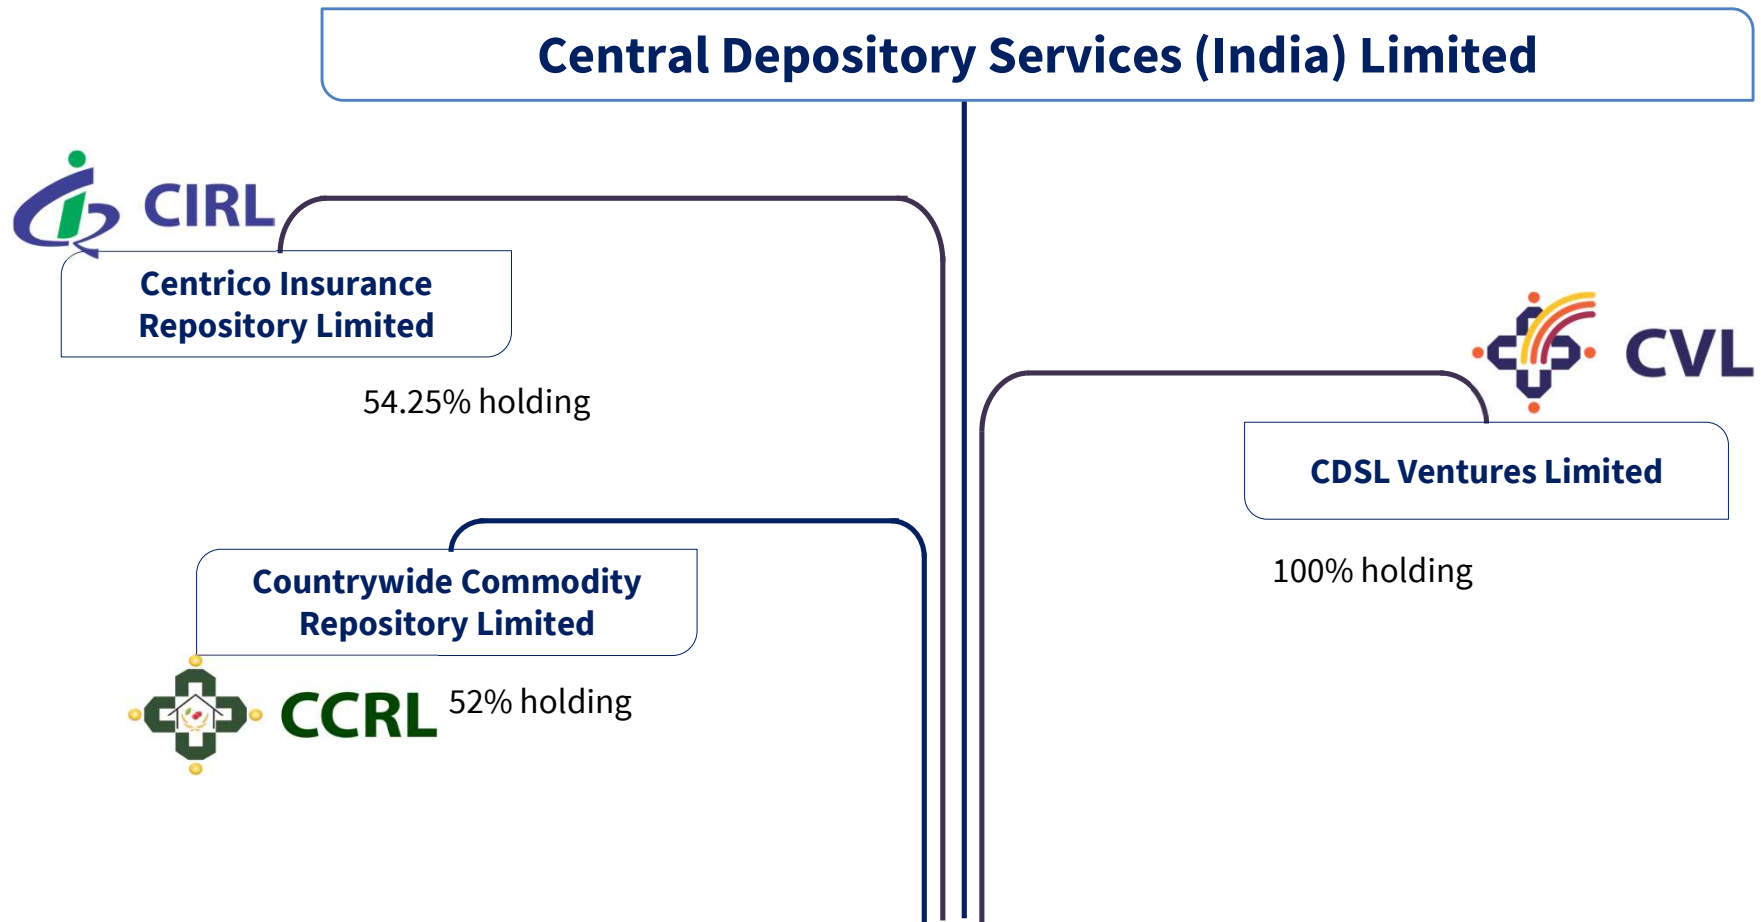 Central Depository Services (India) Limited
CIRL
Centrico Insurance
Repository Limited
54.25% holding
CVL
CDSL Ventures Limited
100% holding
Countrywide Commodity
Repository Limited
CCRL
52% holding